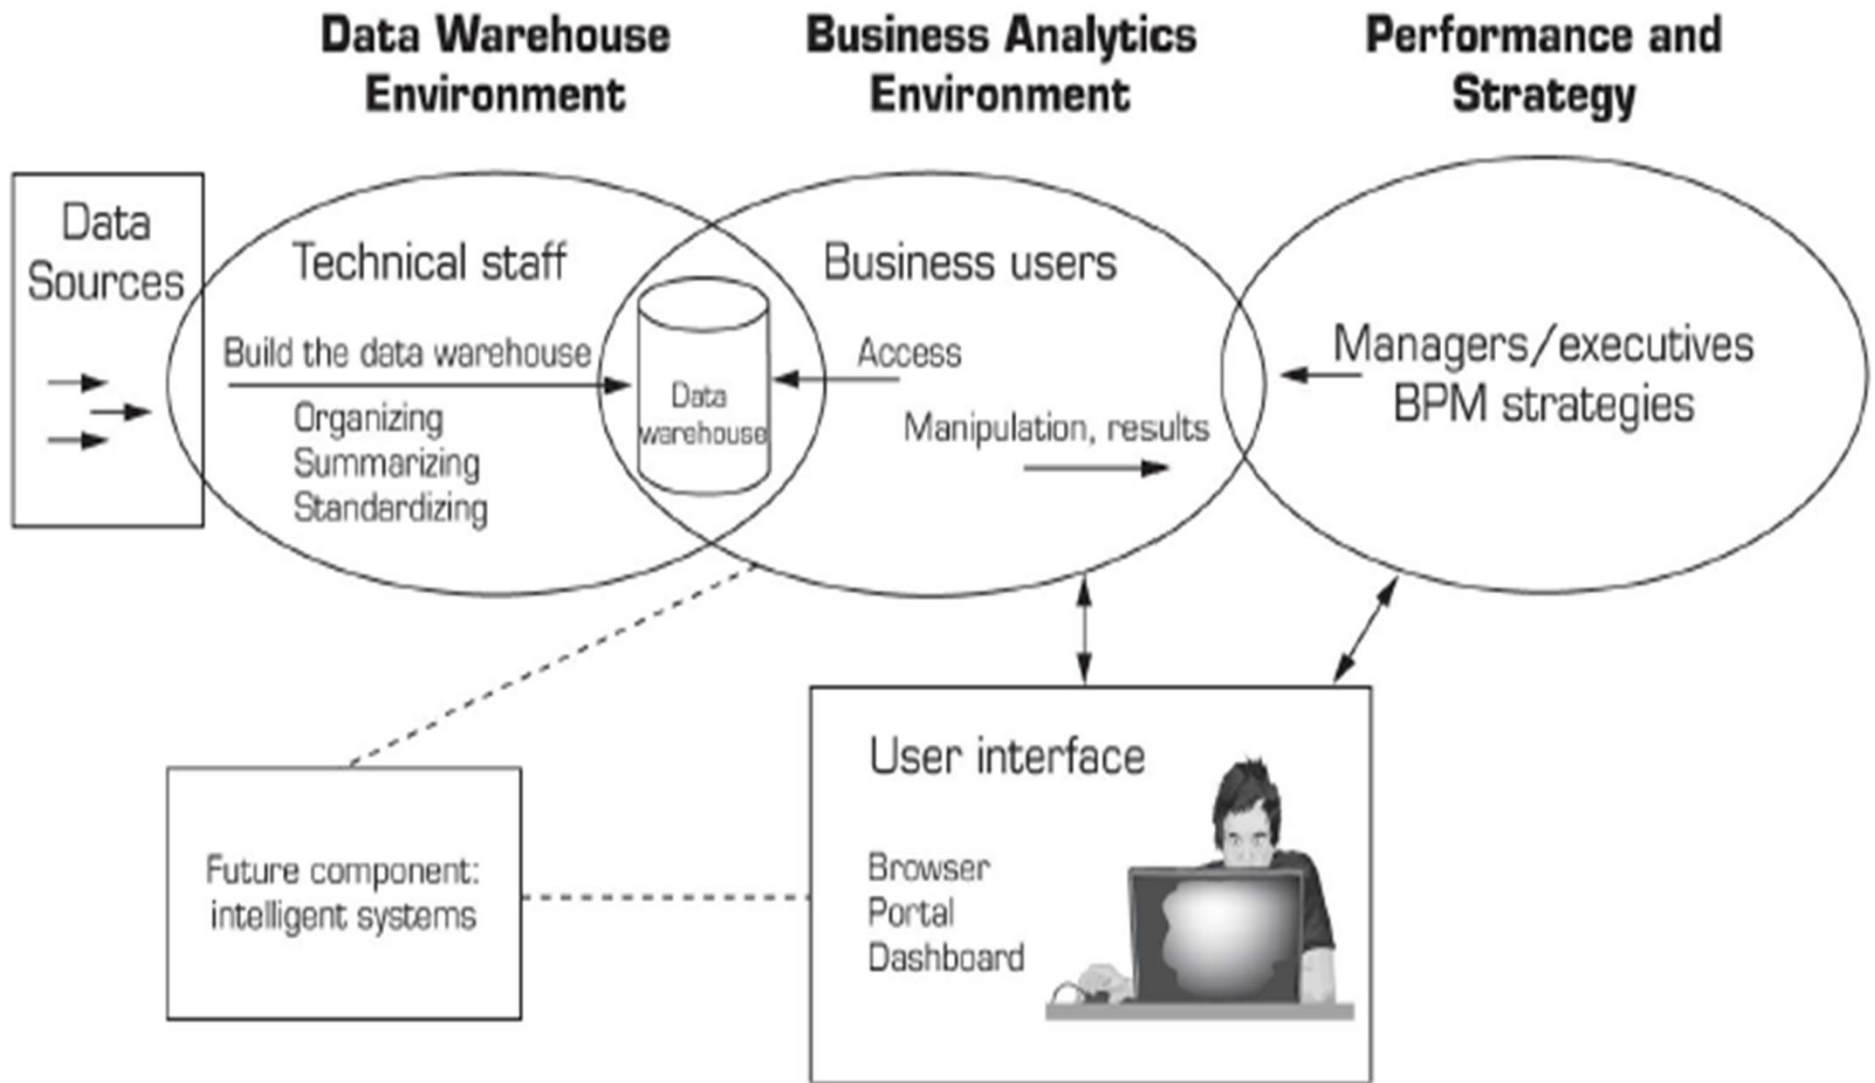 Data Warehouse
Environment
Business Analytics
Environment
Performance and
Strategy
Data
Sources
Technical staff
Build the data warehouse
Organizing
Summarizing
Standardizing
Data
warehouse
Business users
Access
Manipulation, results
Managers/executives
BPM strategies
Future component:
intelligent systems
User interface
Browser
Portal
Dashboard